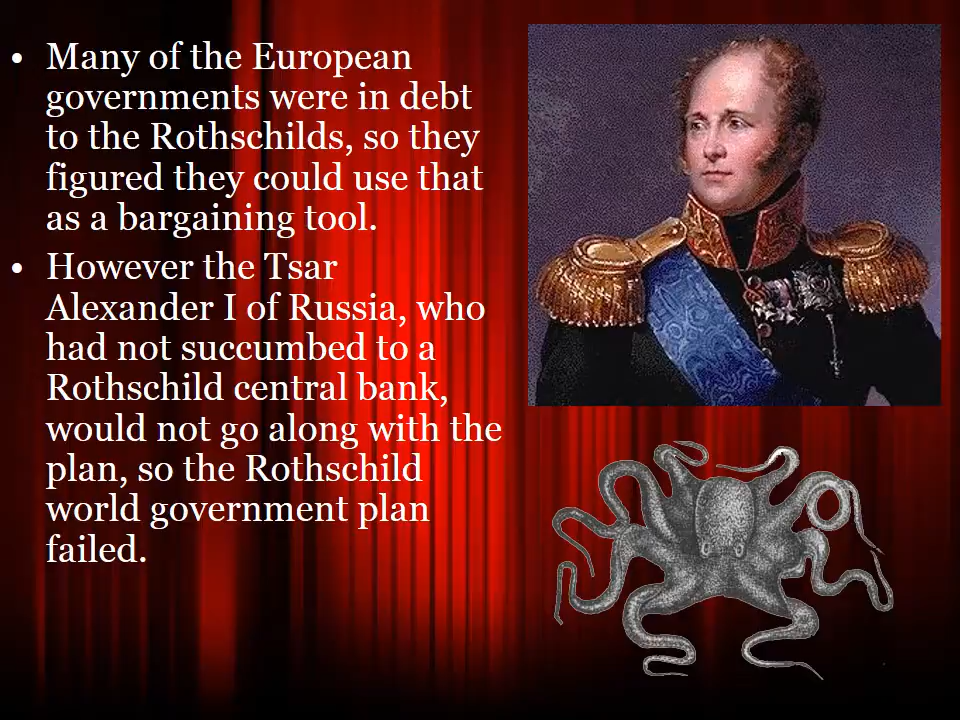 • Many of the European
governments were in debt
to the Rothschilds, so they
figured they could use that
as a bargaining tool.
• However the Tsar
Alexander I of Russia, who
had not succumbed to a
Rothschild central bank,
would not go along with the
plan, so the Rothschild
world government plan
failed.